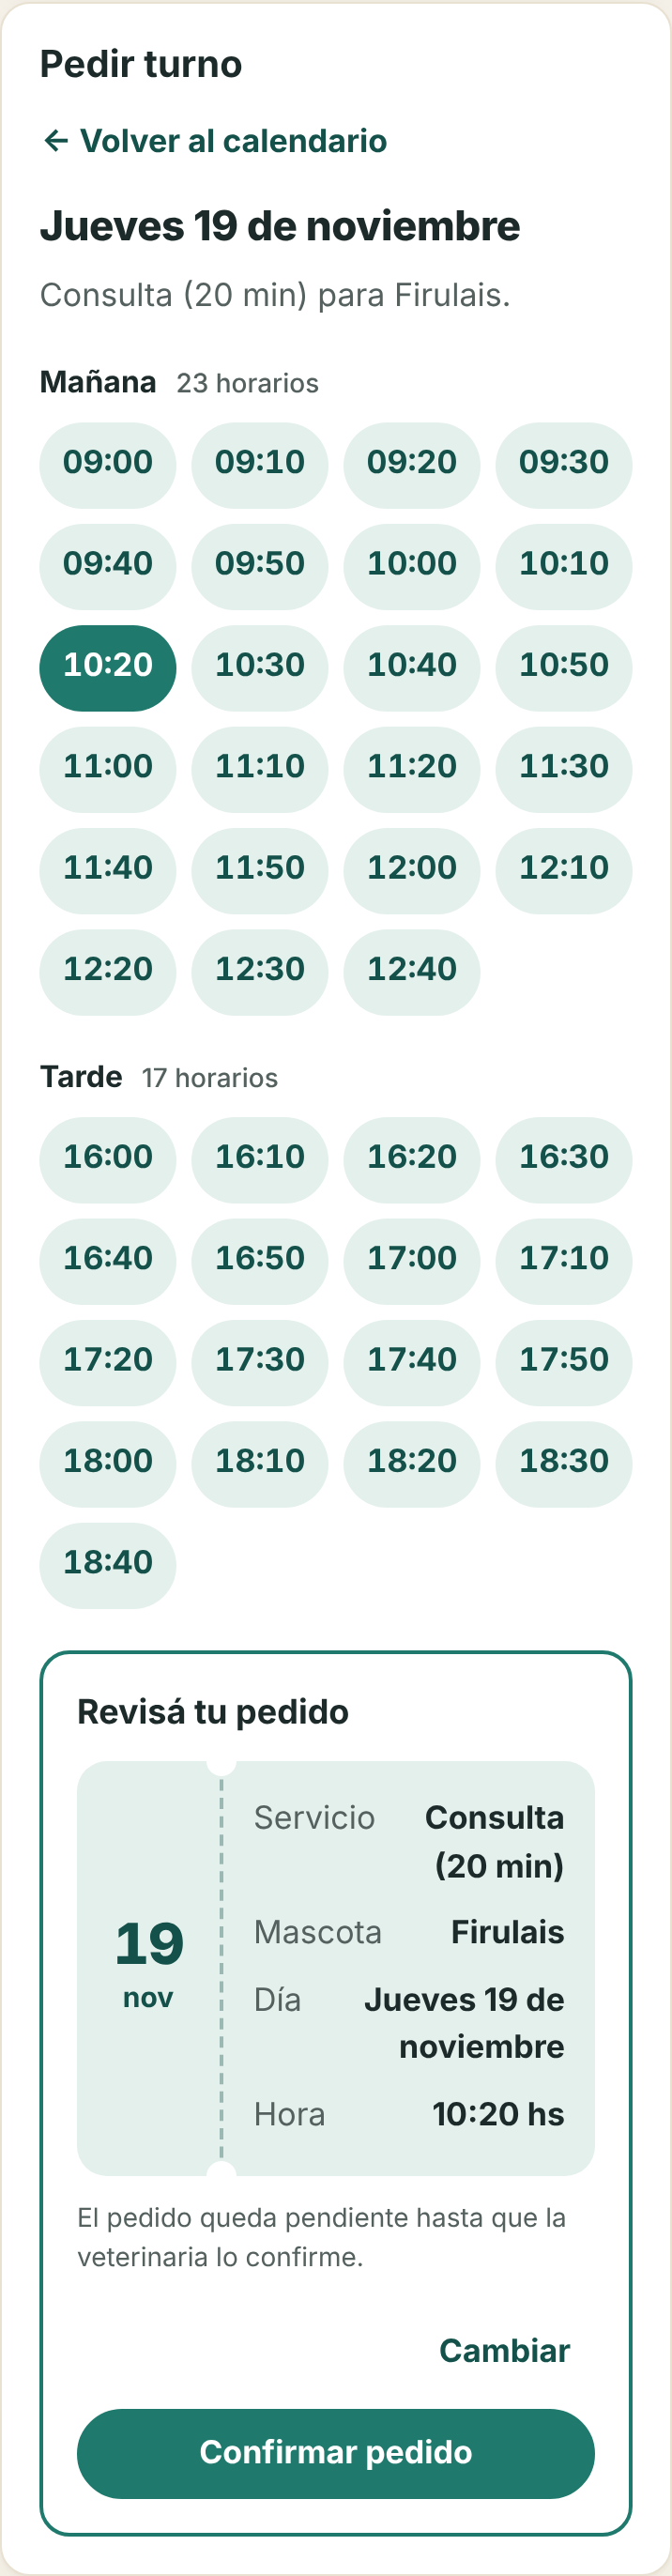 Pedir turno
← Volver al calendario
Jueves 19 de noviembre
Consulta (20 min) para Firulais.
Mañana 23 horarios
09:00 09:10 09:20 09:30
09:40 09:50 10:00 10:10
10:20 10:30 10:40 10:50
11:00 11:10 11:20 11:30
11:40 11:50 12:00 12:10
12:20 12:30 12:40
Tarde 17 horarios
16:00 16:10 16:20 16:30
16:40 16:50 17:00 17:10
17:20 17:30 17:40 17:50
18:00 18:10 18:20 18:30
18:40
Revisá tu pedido
19
nov
Servicio Consulta
(20 min)
Mascota Firulais
Día Jueves 19 de
noviembre
Hora 10:20 hs
El pedido queda pendiente hasta que la
veterinaria lo confirme.
Cambiar
Confirmar pedido